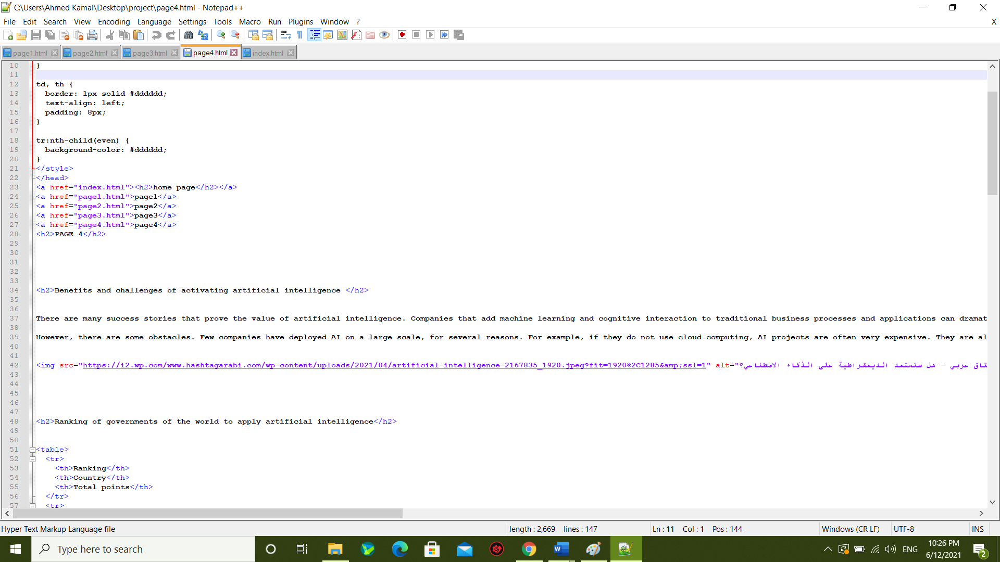 C:\Users\Ahmed Kamal\Desktop\project\page4.html - Notepad++
File Edit Search View Encoding Language Settings Tools Macro Run Plugins Window ? X
page1.html page2.html page3.html page4.html index.html
10 }
11
12 td, th {
13 border: 1px solid #dddddd;
14 text-align: left;
15 padding: 8px;
16 }
17
18 tr:nth-child(even) {
19 background-color: #dddddd;
20 }
21 </style>
22 </head>
23 <a href="index.html"><h2>home page</h2></a>
24 <a href="page1.html">page1</a>
25 <a href="page2.html">page2</a>
26 <a href="page3.html">page3</a>
27 <a href="page4.html">page4</a>
28 <h2>PAGE 4</h2>
29
30
31
32
33
34 <h2>Benefits and challenges of activating artificial intelligence </h2>
35
36
37 There are many success stories that prove the value of artificial intelligence. Companies that add machine learning and cognitive interaction to traditional business processes and applications can dramat
38
39 However, there are some obstacles. Few companies have deployed AI on a large scale, for several reasons. For example, if they do not use cloud computing, AI projects are often very expensive. They are al
40
41
42 <img src="https://i2.wp.com/www.hashtagarabi.com/wp-content/uploads/2021/04/artificial-intelligence-2167835_1920.jpeg?fit=1920%2C1285&amp;ssl=1" alt="تاق عربي - هل ستعتمد الديمقراطية على الذكاء الاصطناعي؟
43
44
45
46
47
48 <h2>Ranking of governments of the world to apply artificial intelligence</h2>
49
50
51 <table>
52 <tr>
53 <th>Ranking</th>
54 <th>Country</th>
55 <th>Total points</th>
56 </tr>
57 <tr>
Hyper Text Markup Language file length : 2,669 lines : 147 Ln : 11 Col : 1 Pos : 144 Windows (CR LF) UTF-8 INS
Type here to search
ENG
10:26 PM
6/12/2021
2